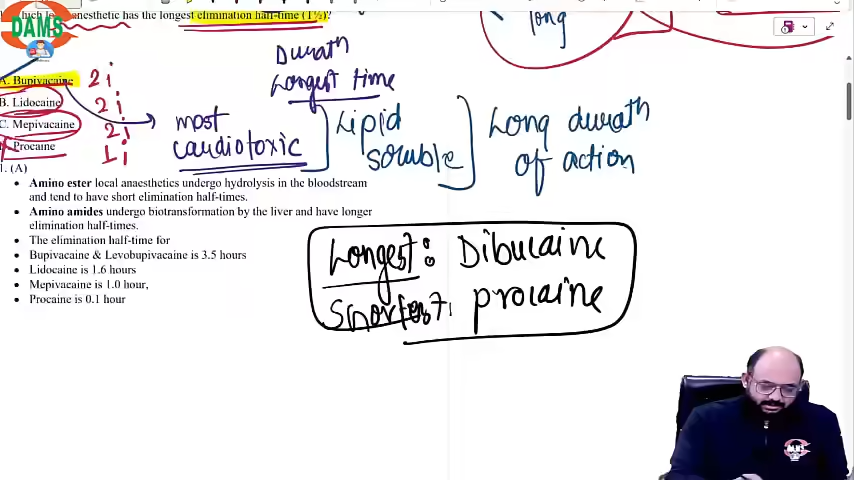 local anesthetic has the longest elimination half-time (T½)?
long
DAMS
Durath
Longest time
A. Bupivacaine 2i
B. Lidocaine 2i
C. Mepivacaine 2i
Procaine 1i
most
cardiotoxic
Lipid
soluble
Long durath
of action
1. (A)
• Amino ester local anaesthetics undergo hydrolysis in the bloodstream
and tend to have short elimination half-times.
• Amino amides undergo biotransformation by the liver and have longer
elimination half-times.
• The elimination half-time for
• Bupivacaine & Levobupivacaine is 3.5 hours
• Lidocaine is 1.6 hours
• Mepivacaine is 1.0 hour,
• Procaine is 0.1 hour
Longest: Dibucaine
Shortest: procaine